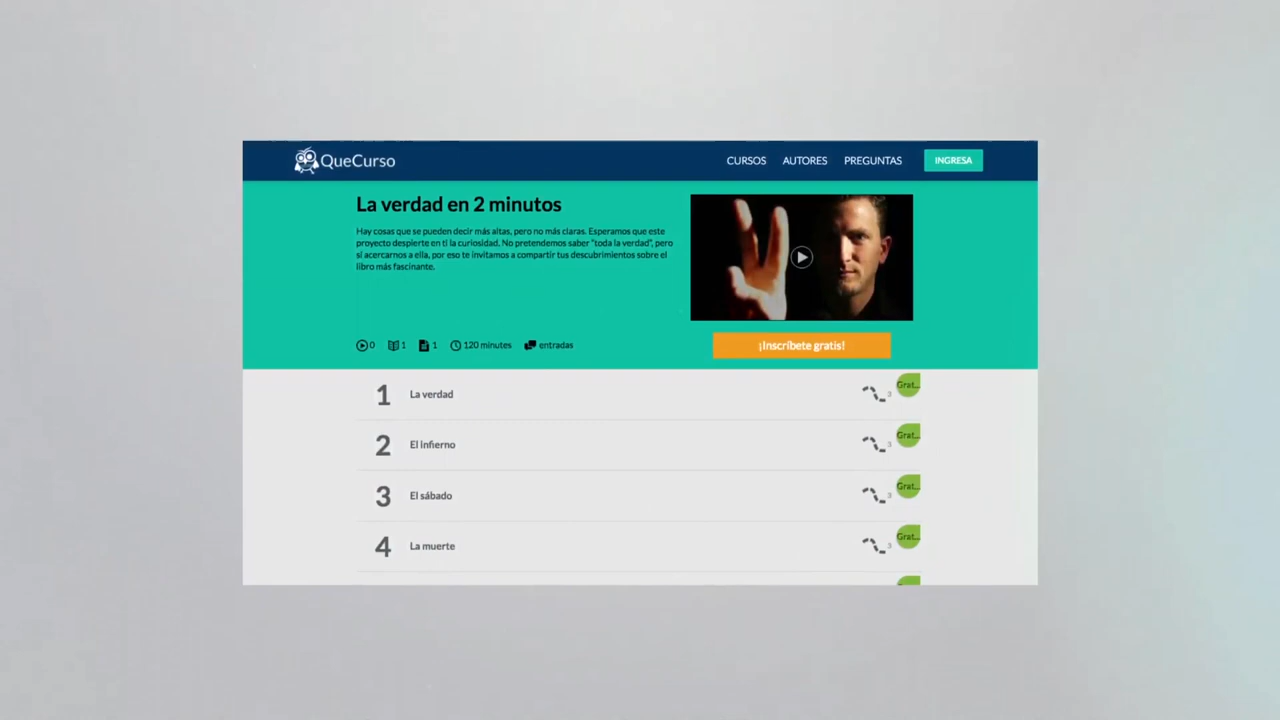 QueCurso
CURSOS
AUTORES
PREGUNTAS
INGRESA
La verdad en 2 minutos
Hay cosas que se pueden decir más altas, pero no más claras. Esperamos que este
proyecto despierte en ti la curiosidad. No pretendemos saber "toda la verdad", pero
sí acercarnos a ella, por eso te invitamos a compartir tus descubrimientos sobre el
libro más fascinante.
0
1
1
120 minutes
entradas
¡Inscríbete gratis!
1
La verdad
3
Grat...
2
El Infierno
3
Grat...
3
El sábado
3
Grat...
4
La muerte
3
Grat...